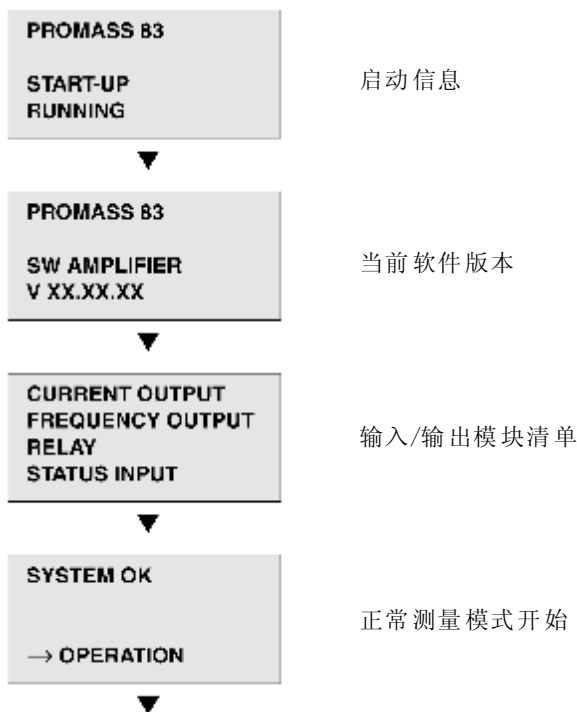 PROMASS 83
START-UP
RUNNING
启动信息
PROMASS 83
SW AMPLIFIER
V XX.XX.XX
当前软件版本
CURRENT OUTPUT
FREQUENCY OUTPUT
RELAY
STATUS INPUT
输入/输出模块清单
SYSTEM OK
→ OPERATION
正常测量模式开始